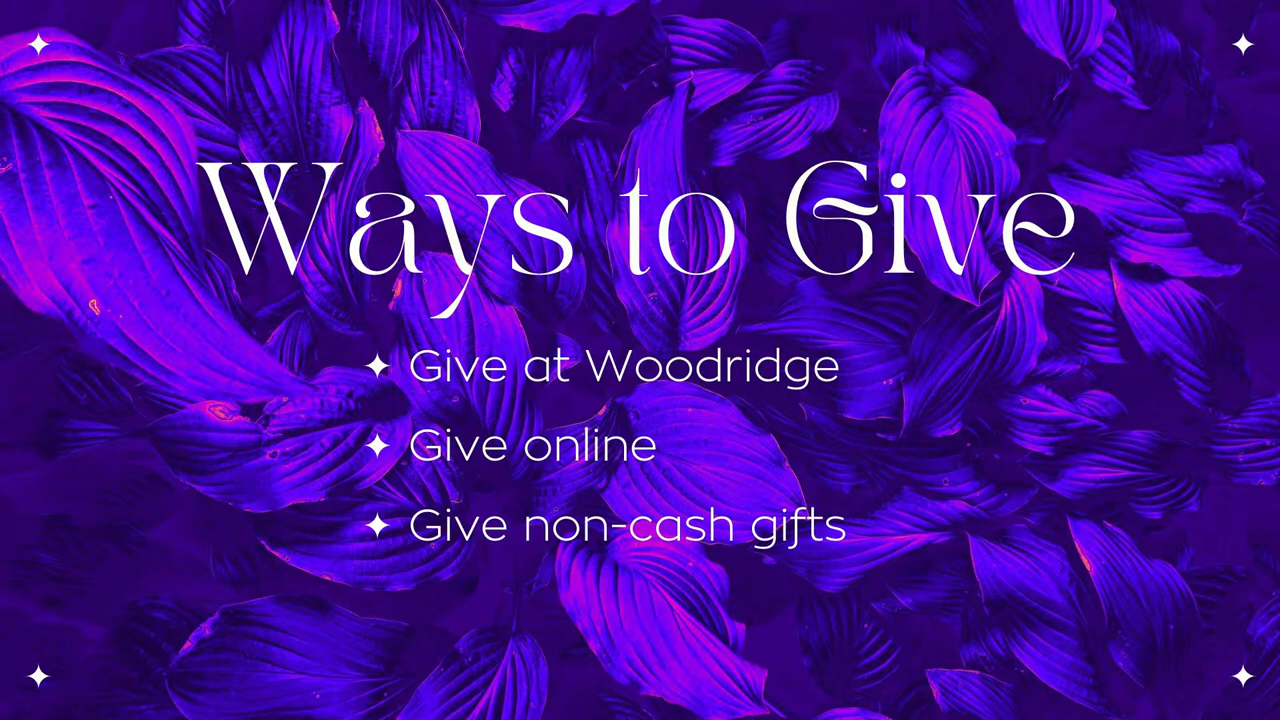 Ways to Give
Give at Woodridge
Give online
Give non-cash gifts